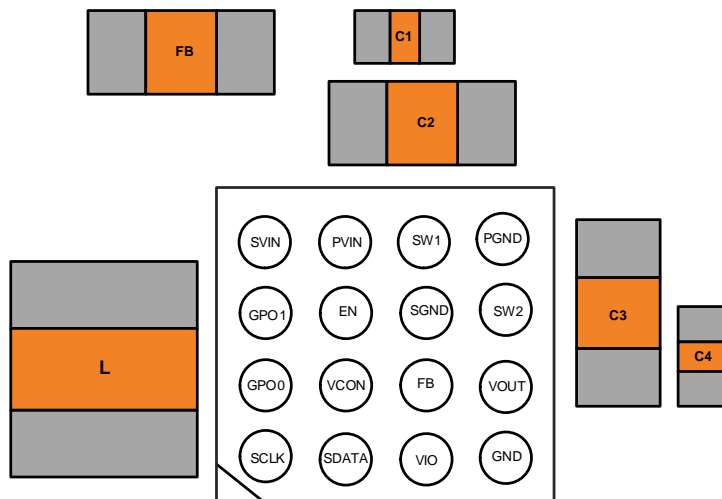 FB
C1
C2
SVIN PVIN SW1 PGND
GPO1 EN SGND SW2
C3
C4
L
GPO0 VCON FB VOUT
SCLK SDATA VIO GND